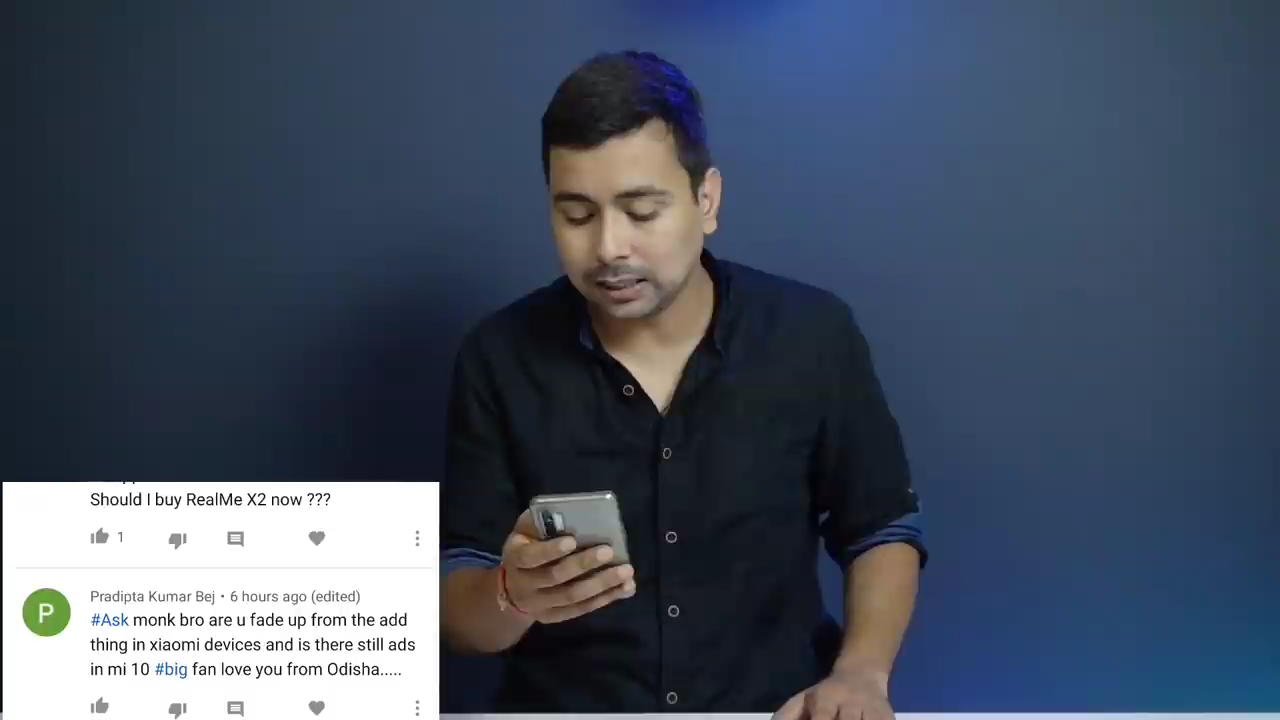 Should I buy RealMe X2 now ???
1
Pradipta Kumar Bej • 6 hours ago (edited)
P
#Ask monk bro are u fade up from the add
thing in xiaomi devices and is there still ads
in mi 10 #big fan love you from Odisha.....